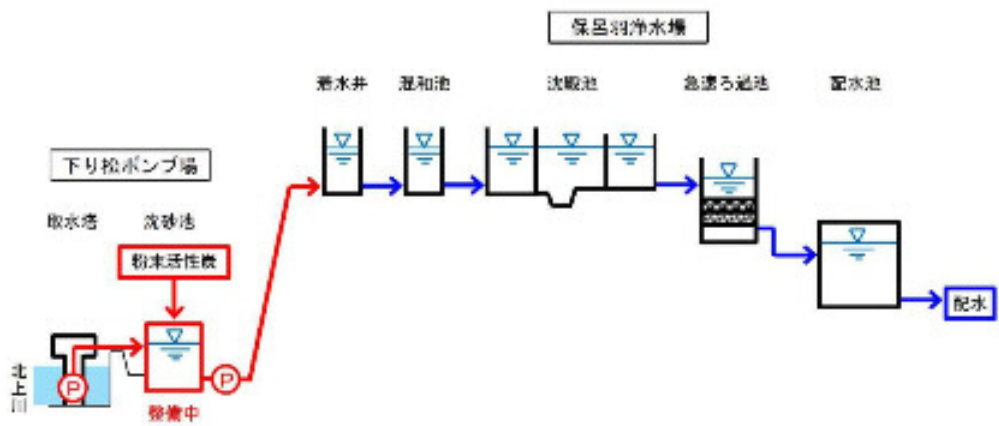 保呂羽浄水場
着水井
混和池
沈殿池
急速ろ過池
配水池
下り松ポンプ場
取水塔
沈砂池
粉末活性炭
配水
北上川
P
P
整備中